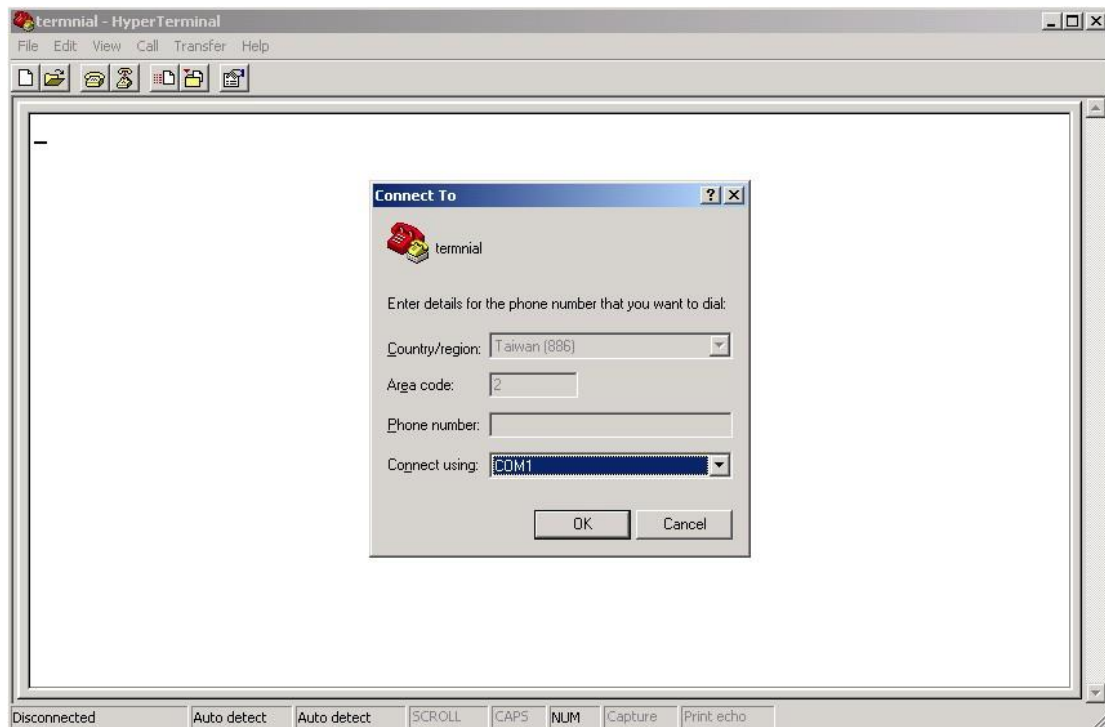 termnial - HyperTerminal
File Edit View Call Transfer Help
Connect To
termnial
Enter details for the phone number that you want to dial:
Country/region: Taiwan (886)
Area code: 2
Phone number:
Connect using: COM1
OK Cancel
Disconnected Auto detect Auto detect SCROLL CAPS NUM Capture Print echo